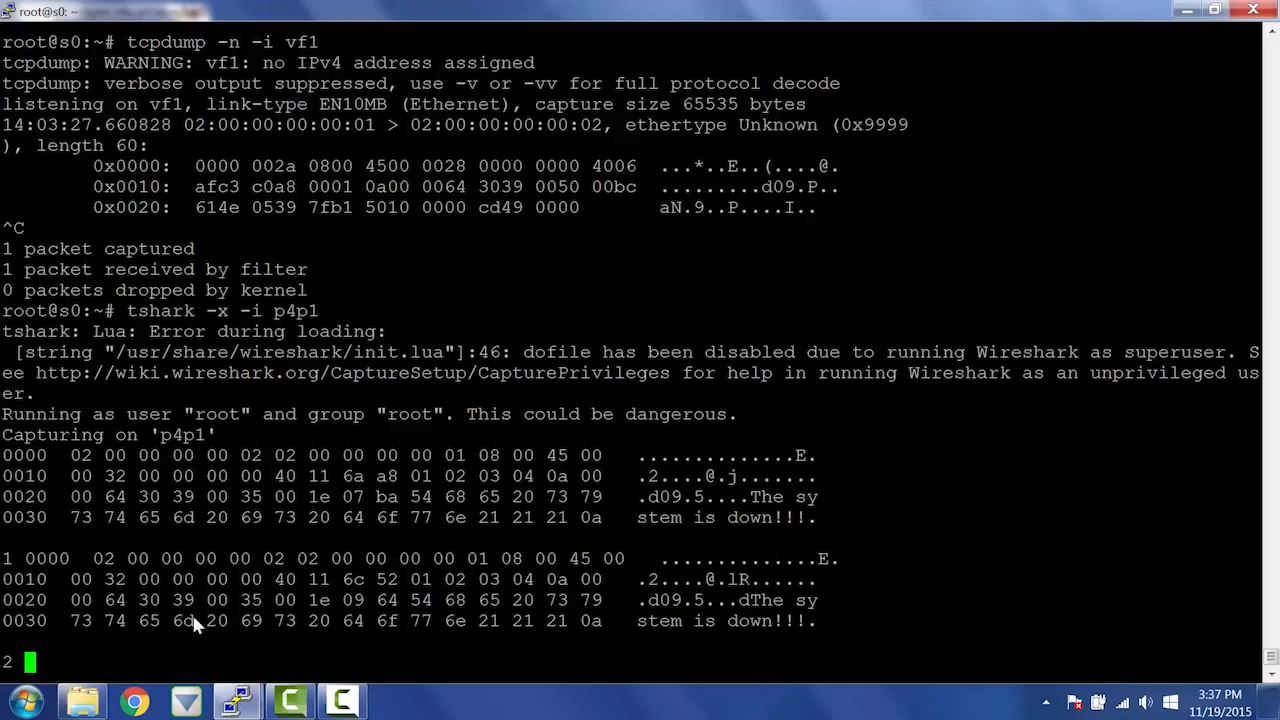 root@s0: ~
root@s0:~# tcpdump -n -i vf1
tcpdump: WARNING: vf1: no IPv4 address assigned
tcpdump: verbose output suppressed, use -v or -vv for full protocol decode
listening on vf1, link-type EN10MB (Ethernet), capture size 65535 bytes
14:03:27.660828 02:00:00:00:00:01 > 02:00:00:00:00:02, ethertype Unknown (0x9999
), length 60:
0x0000:  0000 002a 0800 4500 0028 0000 0000 4006  ...*..E..(....@.
0x0010:  afc3 c0a8 0001 0a00 0064 3039 0050 00bc  .........d09.P..
0x0020:  614e 0539 7fb1 5010 0000 cd49 0000  aN.9..P....I..
^C
1 packet captured
1 packet received by filter
0 packets dropped by kernel
root@s0:~# tshark -x -i p4p1
tshark: Lua: Error during loading:
[string "/usr/share/wireshark/init.lua"]:46: dofile has been disabled due to running Wireshark as superuser. S
ee http://wiki.wireshark.org/CaptureSetup/CapturePrivileges for help in running Wireshark as an unprivileged us
er.
Running as user "root" and group "root". This could be dangerous.
Capturing on 'p4p1'
0000  02 00 00 00 00 02 02 00 00 00 00 01 08 00 45 00  ..............E.
0010  00 32 00 00 00 00 40 11 6a a8 01 02 03 04 0a 00  .2....@.j.......
0020  00 64 30 39 00 35 00 1e 07 ba 54 68 65 20 73 79  .d09.5....The sy
0030  73 74 65 6d 20 69 73 20 64 6f 77 6e 21 21 21 0a  stem is down!!!.
1 0000  02 00 00 00 00 02 02 00 00 00 00 01 08 00 45 00  ..............E.
0010  00 32 00 00 00 00 40 11 6c 52 01 02 03 04 0a 00  .2....@.lR......
0020  00 64 30 39 00 35 00 1e 09 64 54 68 65 20 73 79  .d09.5...dThe sy
0030  73 74 65 6d 20 69 73 20 64 6f 77 6e 21 21 21 0a  stem is down!!!.
2
3:37 PM
11/19/2015